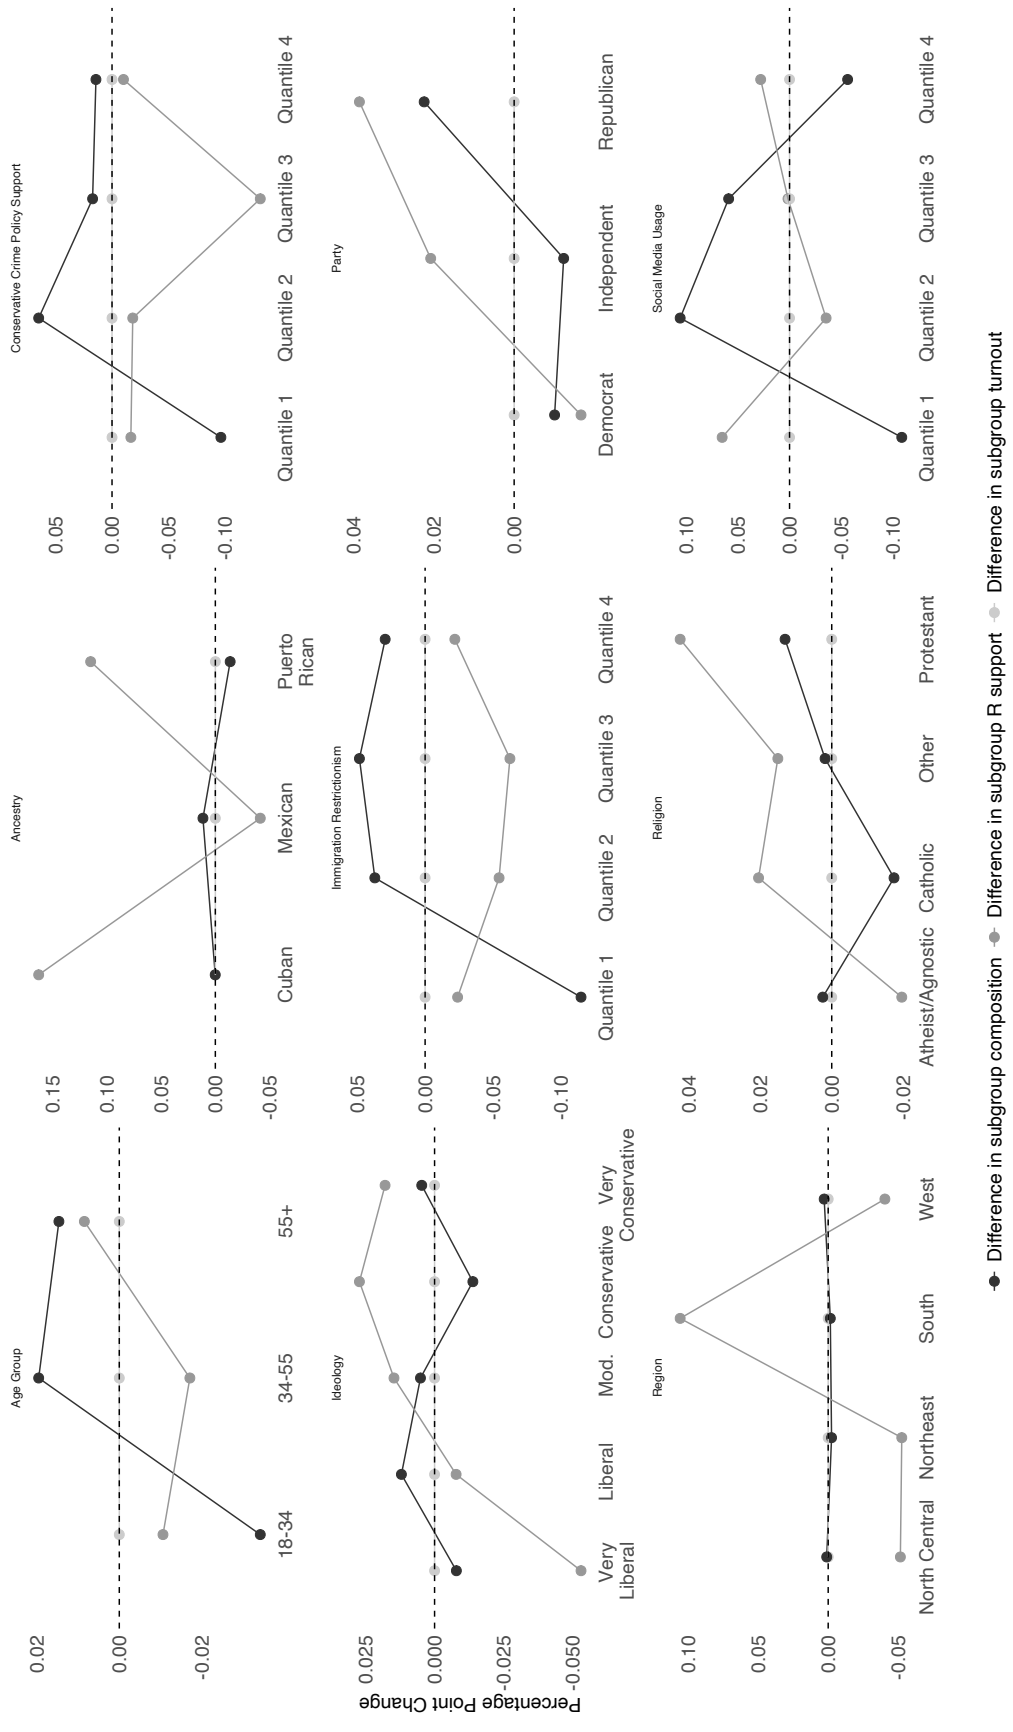 Age Group
0.02
0.00
-0.02
18-34
34-55
55+
Ancestry
0.15
0.10
0.05
0.00
-0.05
Cuban
Mexican
Puerto
Rican
Conservative Crime Policy Support
0.05
0.00
-0.05
-0.10
Quantile 1
Quantile 2
Quantile 3
Quantile 4
Percentage Point Change
Ideology
0.025
0.000
-0.025
-0.050
Very
Liberal
Liberal
Mod.
Conservative
Very
Conservative
Immigration Restrictionism
0.05
0.00
-0.05
-0.10
Quantile 1
Quantile 2
Quantile 3
Quantile 4
Party
0.04
0.02
0.00
Democrat
Independent
Republican
Region
0.10
0.05
0.00
-0.05
North Central
Northeast
South
West
Religion
0.04
0.02
0.00
-0.02
Atheist/Agnostic
Catholic
Other
Protestant
Social Media Usage
0.10
0.05
0.00
-0.05
-0.10
Quantile 1
Quantile 2
Quantile 3
Quantile 4
Difference in subgroup composition
Difference in subgroup R support
Difference in subgroup turnout